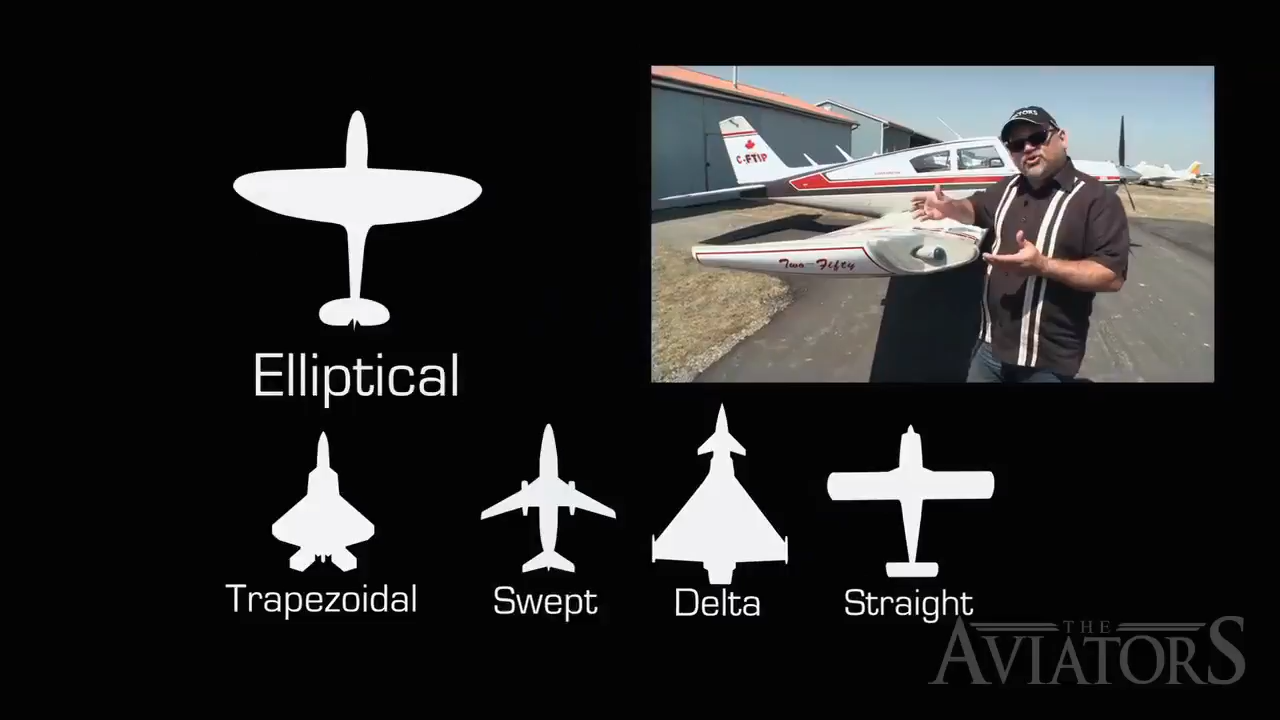 C-FTIP
Two-Fifty
Elliptical
Trapezoidal
Swept
Delta
Straight
THE
AVIATORS